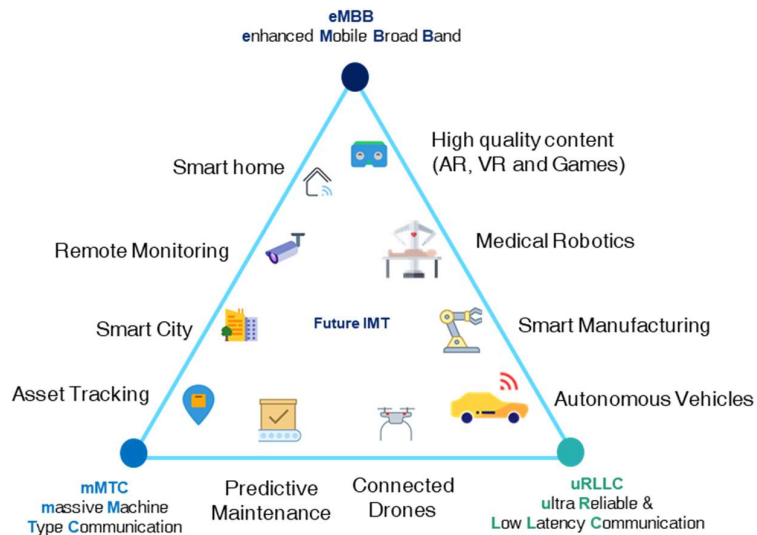 eMBB
enhanced Mobile Broad Band
High quality content
(AR, VR and Games)
Smart home
Remote Monitoring
Medical Robotics
Smart City
Future IMT
Smart Manufacturing
Asset Tracking
Autonomous Vehicles
mMTC
massive Machine
Type Communication
Predictive
Maintenance
Connected
Drones
uRLLC
ultra Reliable &
Low Latency Communication